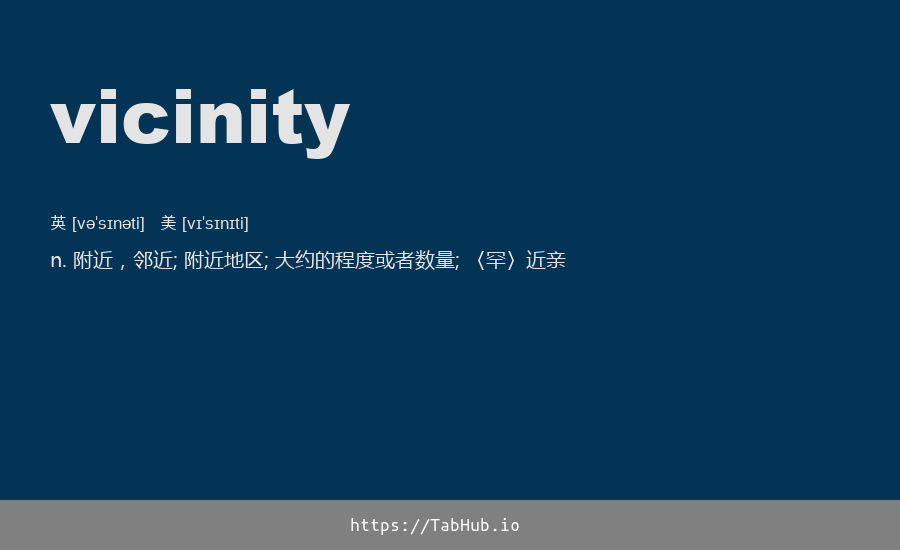 vicinity
英 [vəˈsɪnəti] 美 [vɪˈsɪnɪti]
n. 附近，邻近; 附近地区; 大约的程度或者数量; 〈罕〉近亲
https://TabHub.io